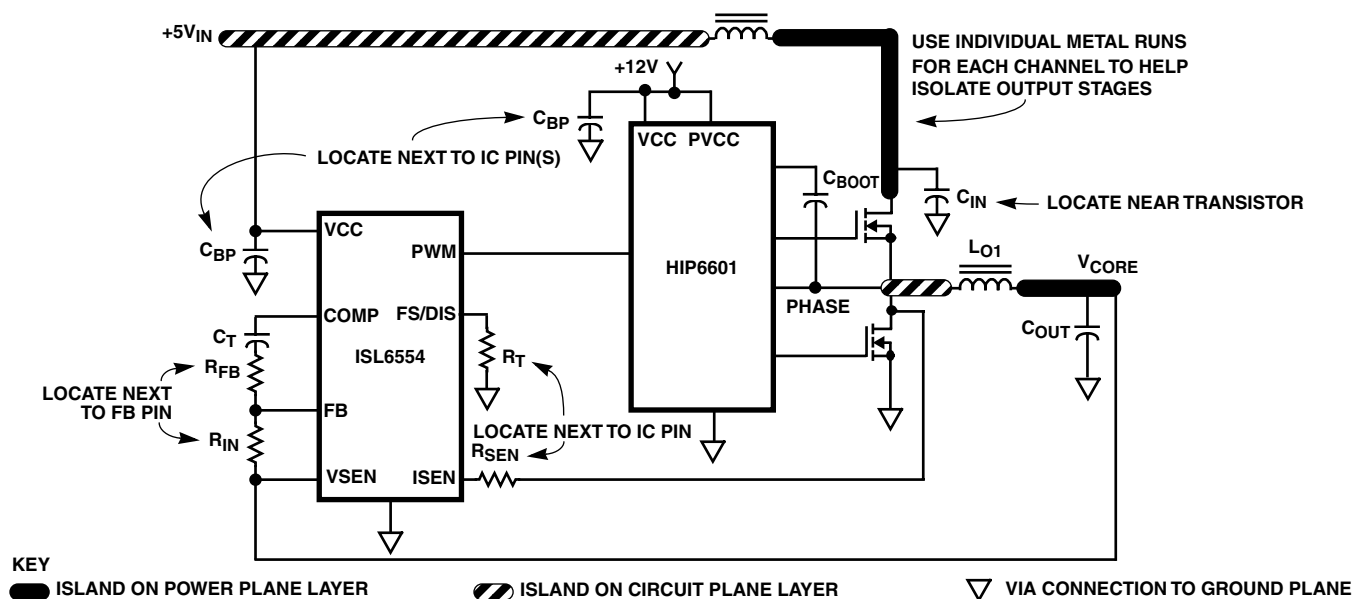 +5VIN
USE INDIVIDUAL METAL RUNS
FOR EACH CHANNEL TO HELP
ISOLATE OUTPUT STAGES
+12V
CBP
VCC PVCC
LOCATE NEXT TO IC PIN(S)
CBOOT
CIN
LOCATE NEAR TRANSISTOR
VCC
CBP
PWM
HIP6601
LO1
VCORE
PHASE
COMP
FS/DIS
COUT
CT
ISL6554
RT
RFB
LOCATE NEXT
TO FB PIN
FB
RIN
LOCATE NEXT TO IC PIN
RSEN
VSEN
ISEN
KEY
ISLAND ON POWER PLANE LAYER
ISLAND ON CIRCUIT PLANE LAYER
VIA CONNECTION TO GROUND PLANE